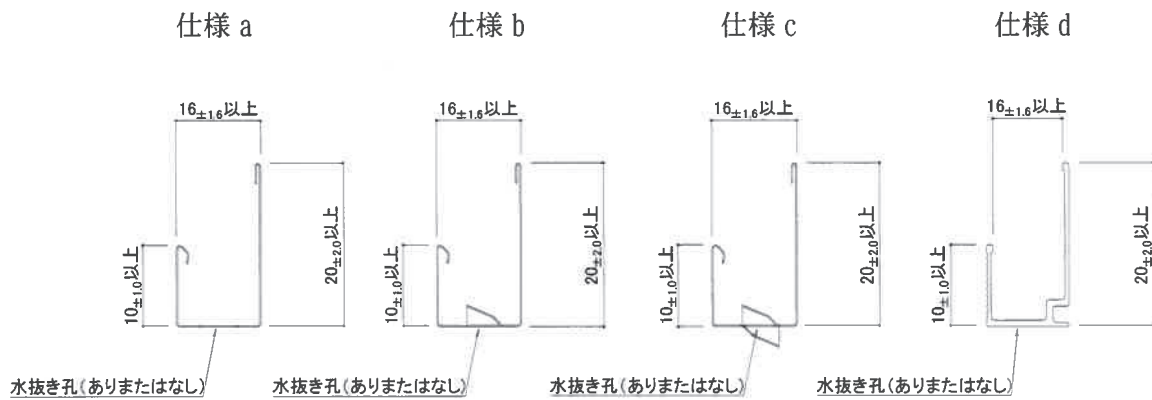 仕様 a
仕様 b
仕様 c
仕様 d
16±1.6以上
16±1.6以上
16±1.6以上
16±1.6以上
10±1.0以上
20±2.0以上
10±1.0以上
20±2.0以上
10±1.0以上
20±2.0以上
10±1.0以上
20±2.0以上
水抜き孔(ありまたはなし)
水抜き孔(ありまたはなし)
水抜き孔(ありまたはなし)
水抜き孔(ありまたはなし)